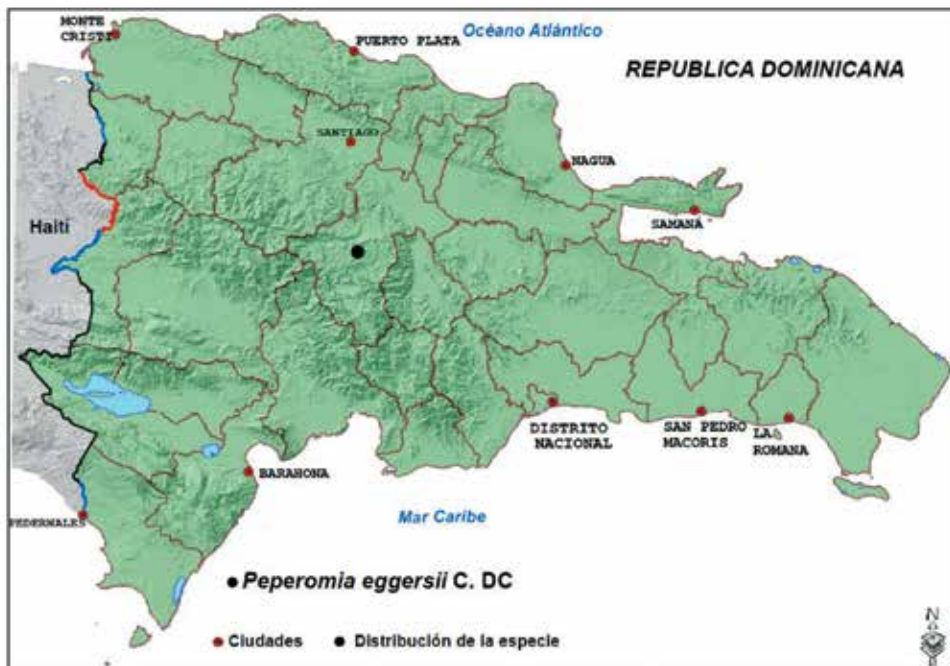 MONTE
CRISTI
PUERTO PLATA
Océano Atlántico
REPUBLICA DOMINICANA
SANTIAGO
NAGUA
SAMANA
Haití
DISTRITO
NACIONAL
SAN PEDRO
MACORIS
LA
ROMANA
BARAHONA
PEDERNALES
Mar Caribe
Peperomia eggersii C. DC
Ciudades
Distribución de la especie
N